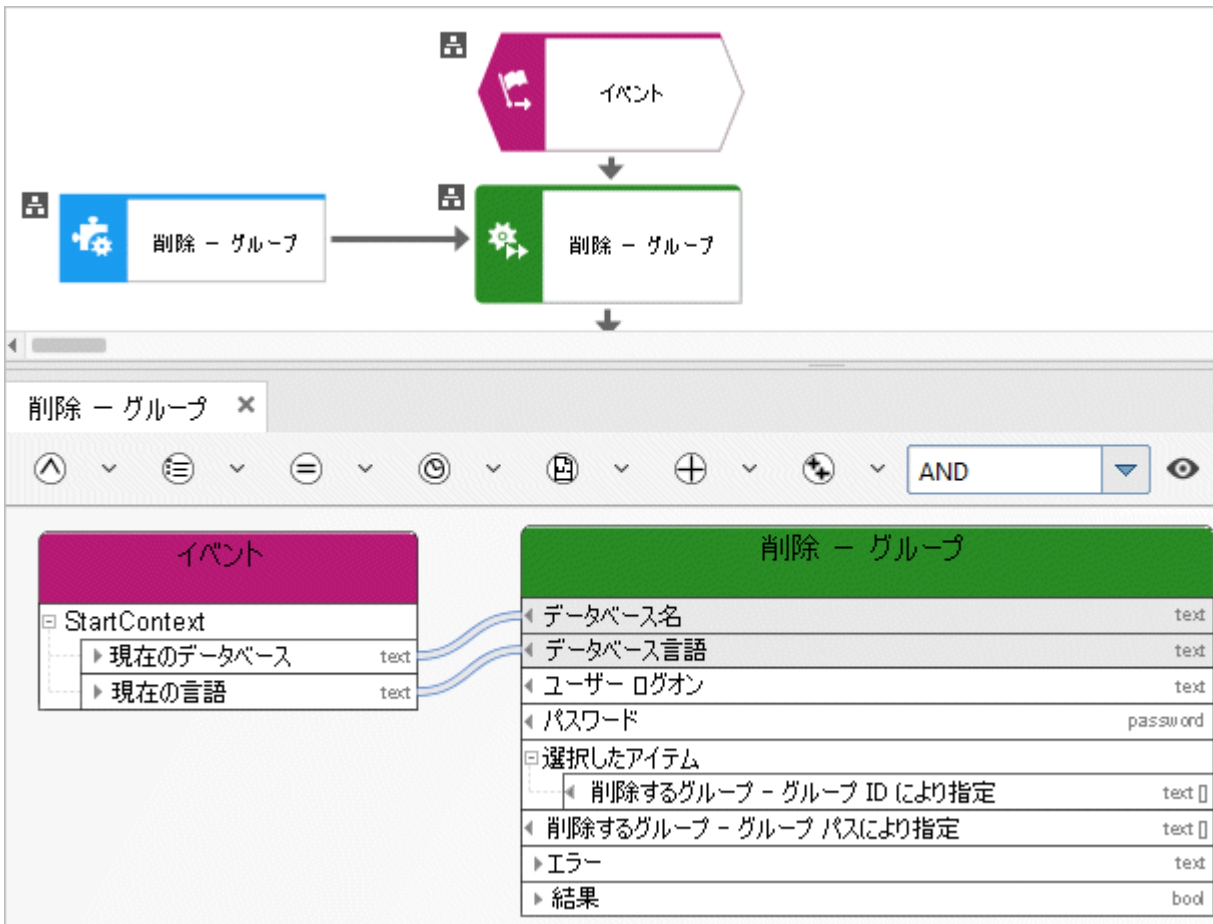 イベント
削除 － グループ
削除 － グループ
削除 － グループ
AND
イベント
StartContext
現在のデータベース text
現在の言語 text
削除 － グループ
データベース名 text
データベース言語 text
ユーザー ログオン text
パスワード password
選択したアイテム
削除するグループ - グループ ID により指定 text []
削除するグループ - グループ パスにより指定 text []
エラー text
結果 bool